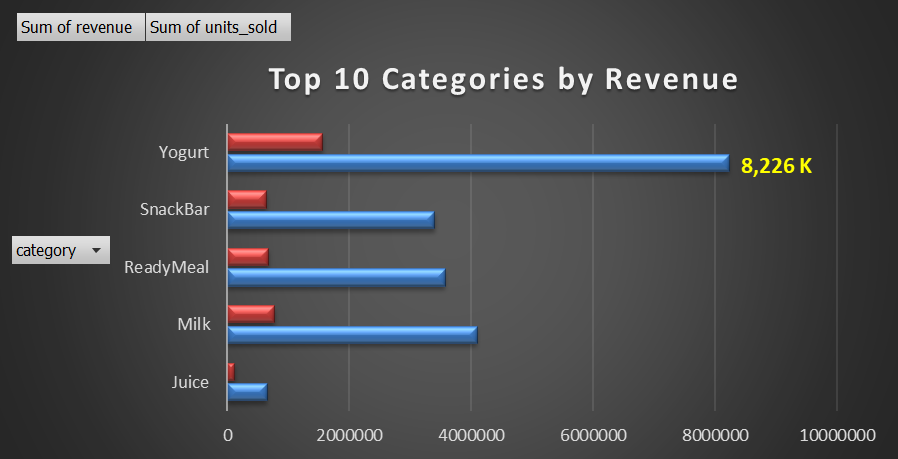 Sum of revenue Sum of units_sold
Top 10 Categories by Revenue
Yogurt
8,226 K
SnackBar
category
ReadyMeal
Milk
Juice
0 2000000 4000000 6000000 8000000 10000000